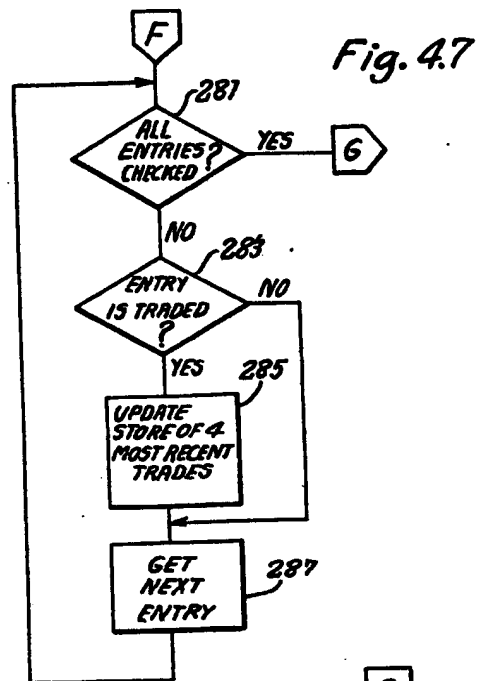 F
Fig. 4.7
281
ALL
ENTRIES?
CHECKED
YES
G
NO
283
ENTRY
IS TRADED
?
NO
YES
285
UPDATE
STORE OF 4
MOST RECENT
TRADES
GET
NEXT
ENTRY
287